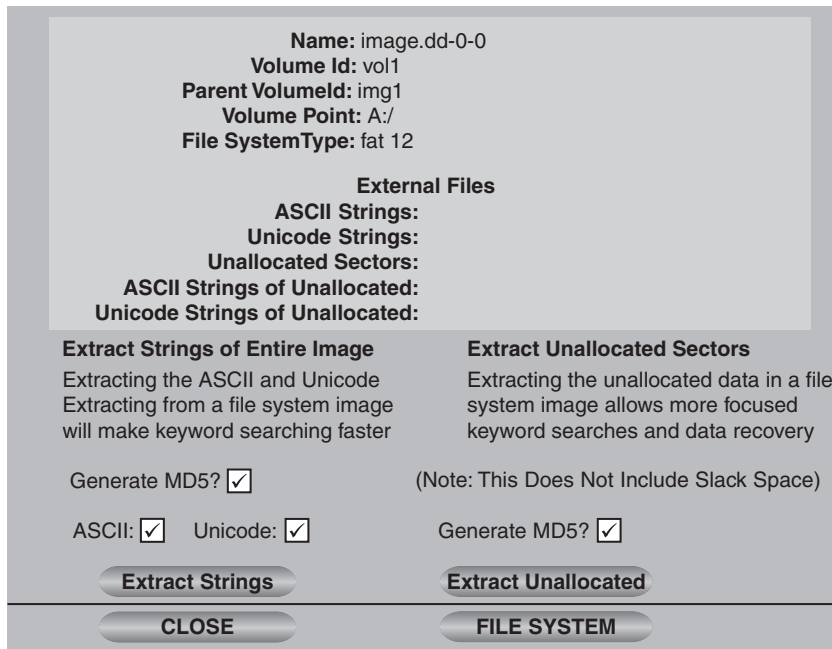 Name: image.dd-0-0
Volume Id: vol1
Parent VolumeId: img1
Volume Point: A:/
File SystemType: fat 12
External Files
ASCII Strings:
Unicode Strings:
Unallocated Sectors:
ASCII Strings of Unallocated:
Unicode Strings of Unallocated:
Extract Strings of Entire Image
Extracting the ASCII and Unicode
Extracting from a file system image
will make keyword searching faster
Generate MD5?
ASCII: Unicode:
Extract Strings
Extract Unallocated Sectors
Extracting the unallocated data in a file
system image allows more focused
keyword searches and data recovery
(Note: This Does Not Include Slack Space)
Generate MD5?
Extract Unallocated
CLOSE
FILE SYSTEM